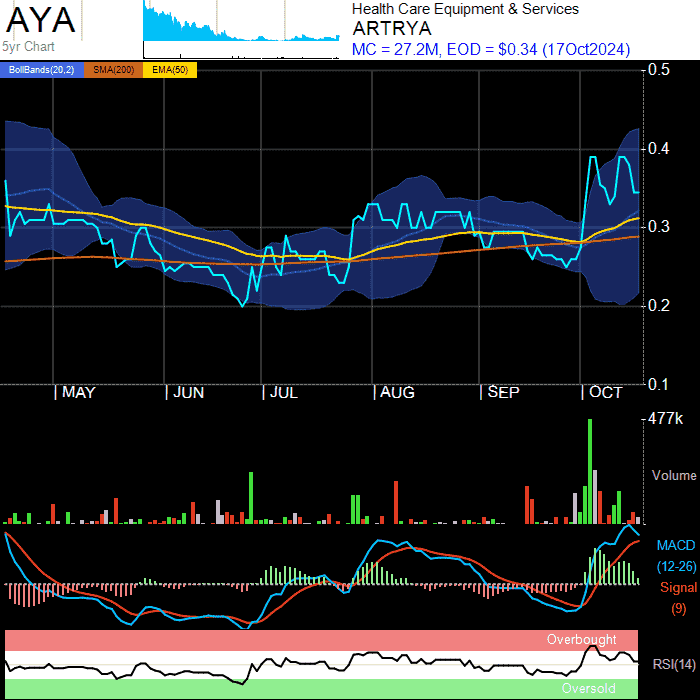 AYA
5yr Chart
Health Care Equipment & Services
ARTRYA
MC = 27.2M, EOD = $0.34 (17Oct2024)
BollBands(20,2) SMA(200) EMA(50)
0.5
0.4
0.3
0.2
0.1
MAY JUN JUL AUG SEP OCT
477k
Volume
MACD
(12-26)
Signal
(9)
Overbought
RSI(14)
Oversold